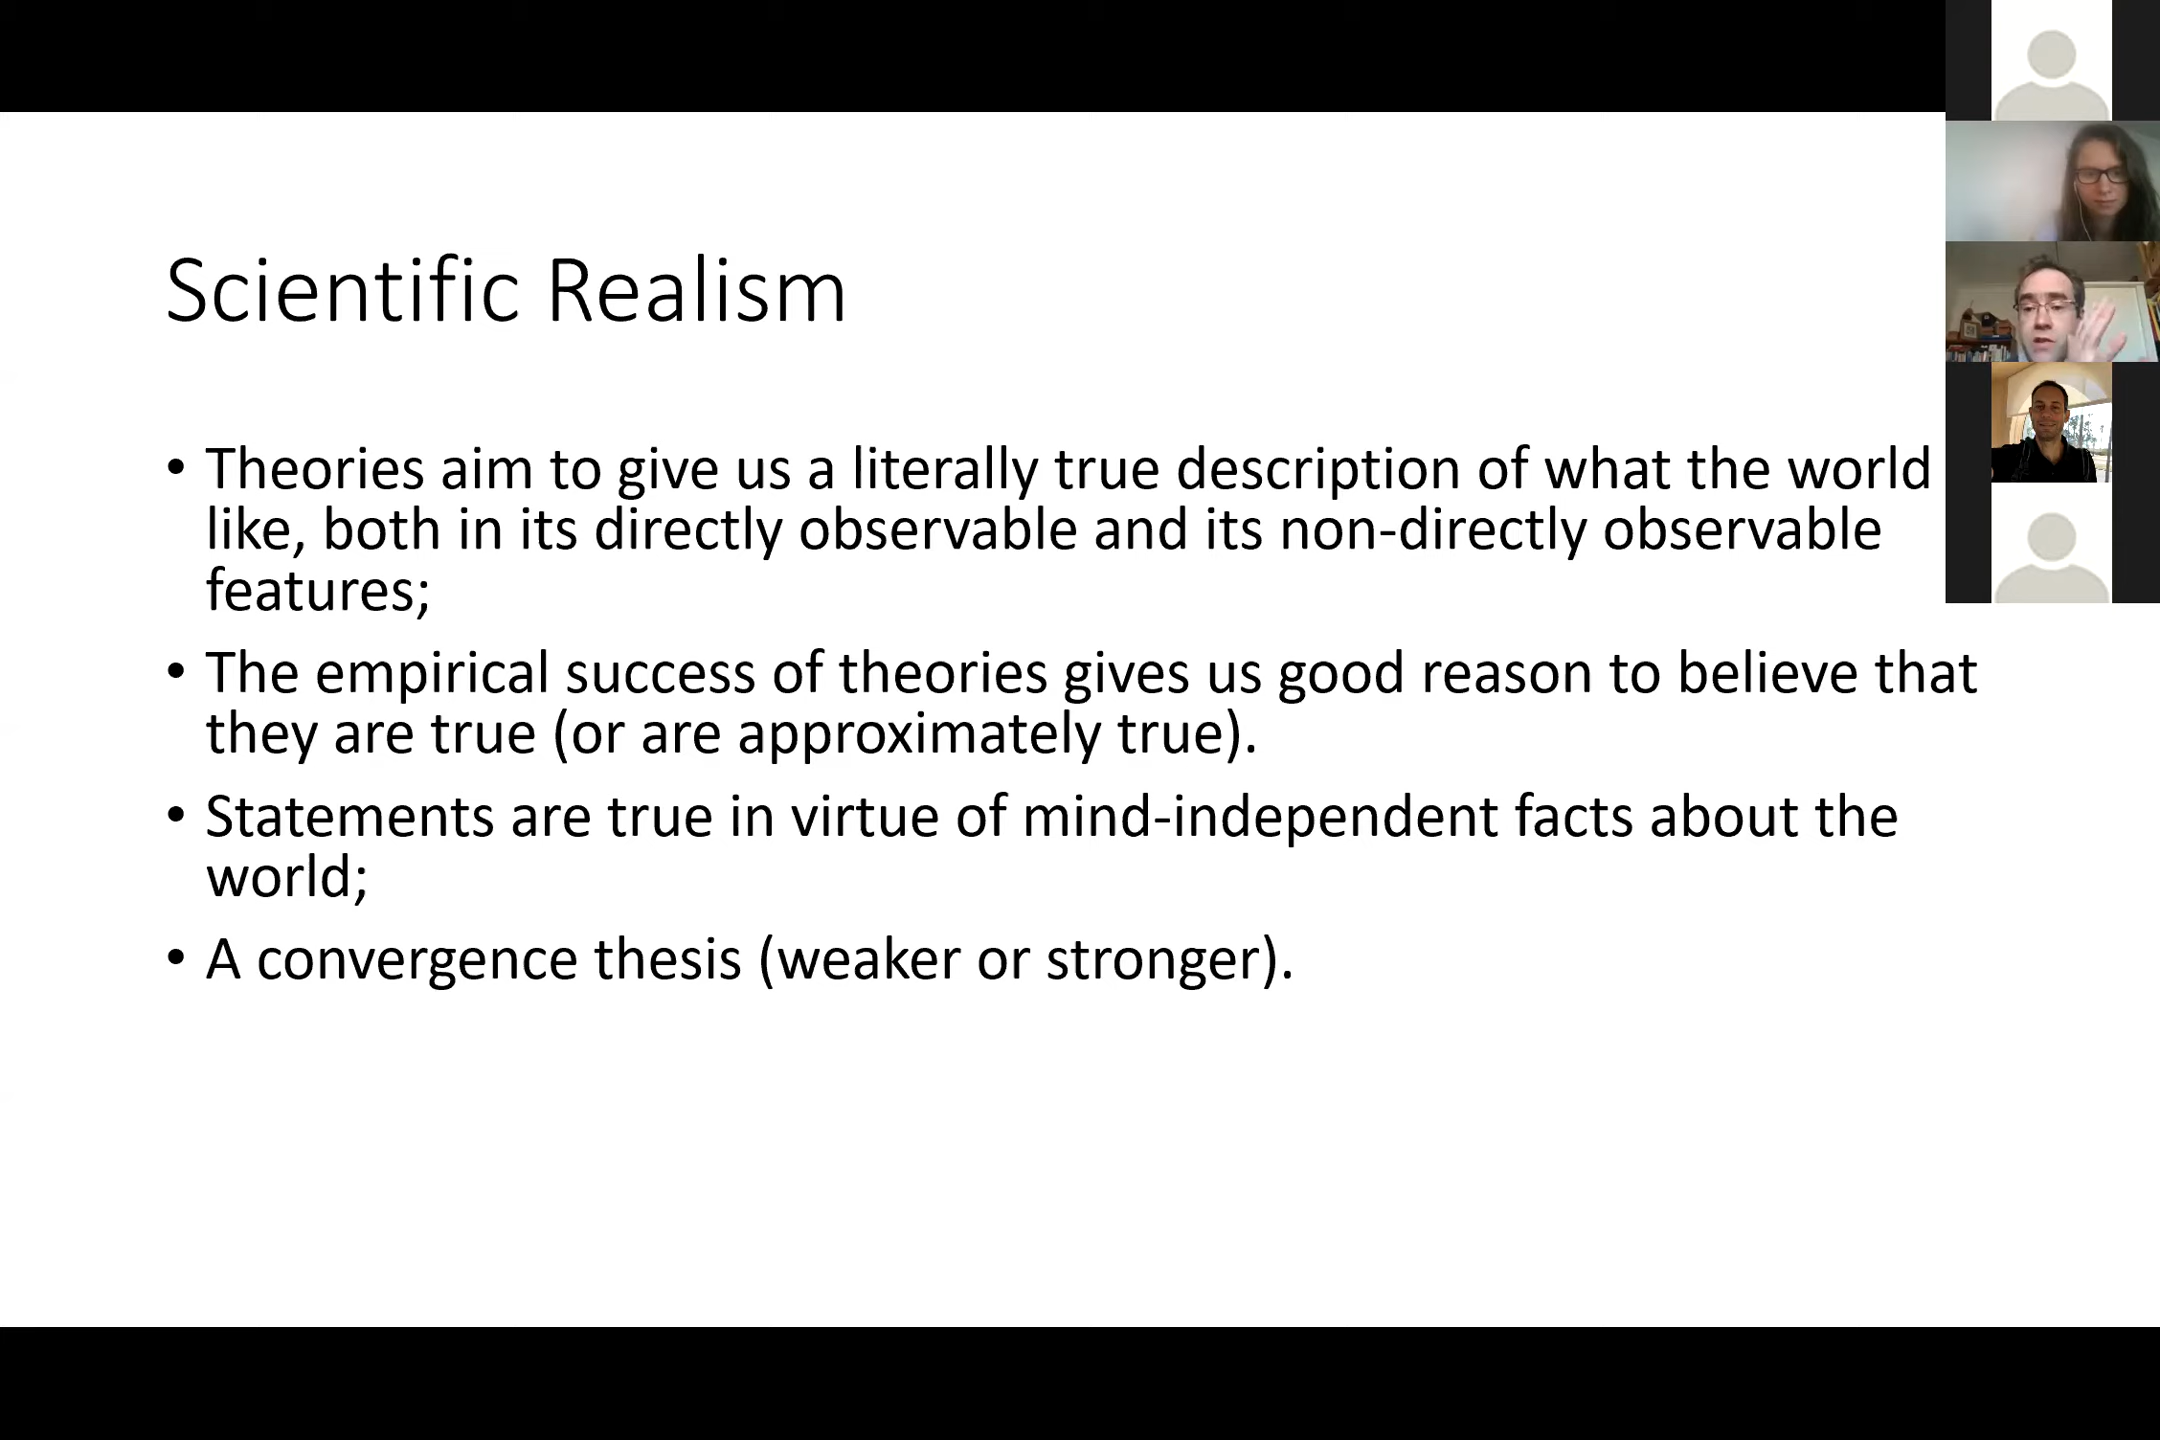 Scientific Realism
• Theories aim to give us a literally true description of what the world
like, both in its directly observable and its non-directly observable
features;
• The empirical success of theories gives us good reason to believe that
they are true (or are approximately true).
• Statements are true in virtue of mind-independent facts about the
world;
• A convergence thesis (weaker or stronger).